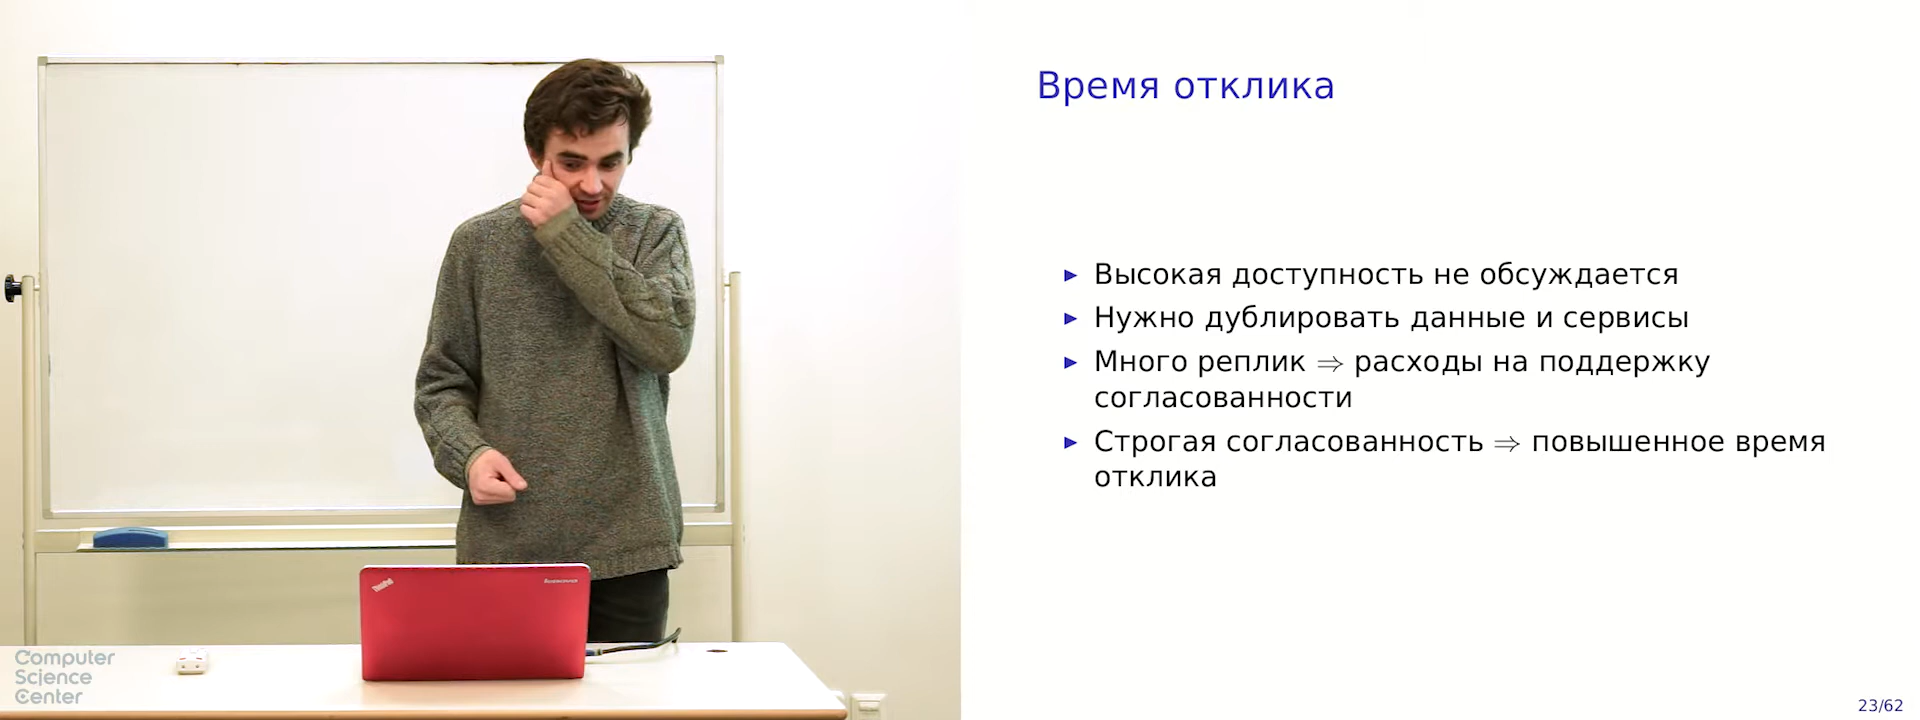 Время отклика
Высокая доступность не обсуждается
Нужно дублировать данные и сервисы
Много реплик ⇒ расходы на поддержку
согласованности
Строгая согласованность ⇒ повышенное время
отклика
23/62
Computer
Science
Center